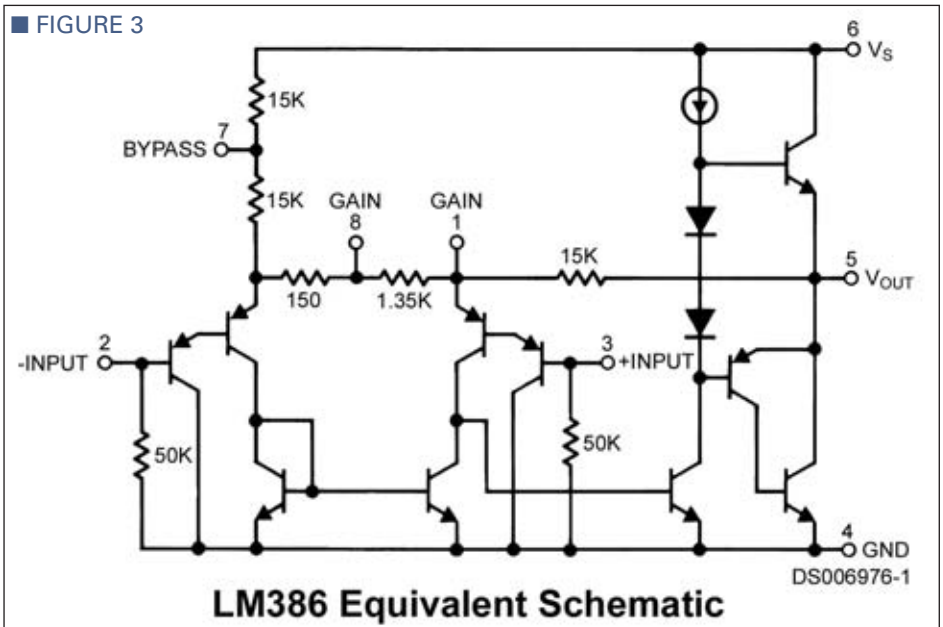 ■ FIGURE 3
6
VS
15K
7
BYPASS
15K
GAIN
8
GAIN
1
15K
5
VOUT
150
1.35K
2
-INPUT
3
+INPUT
50K
50K
4
GND
DS006976-1
LM386 Equivalent Schematic